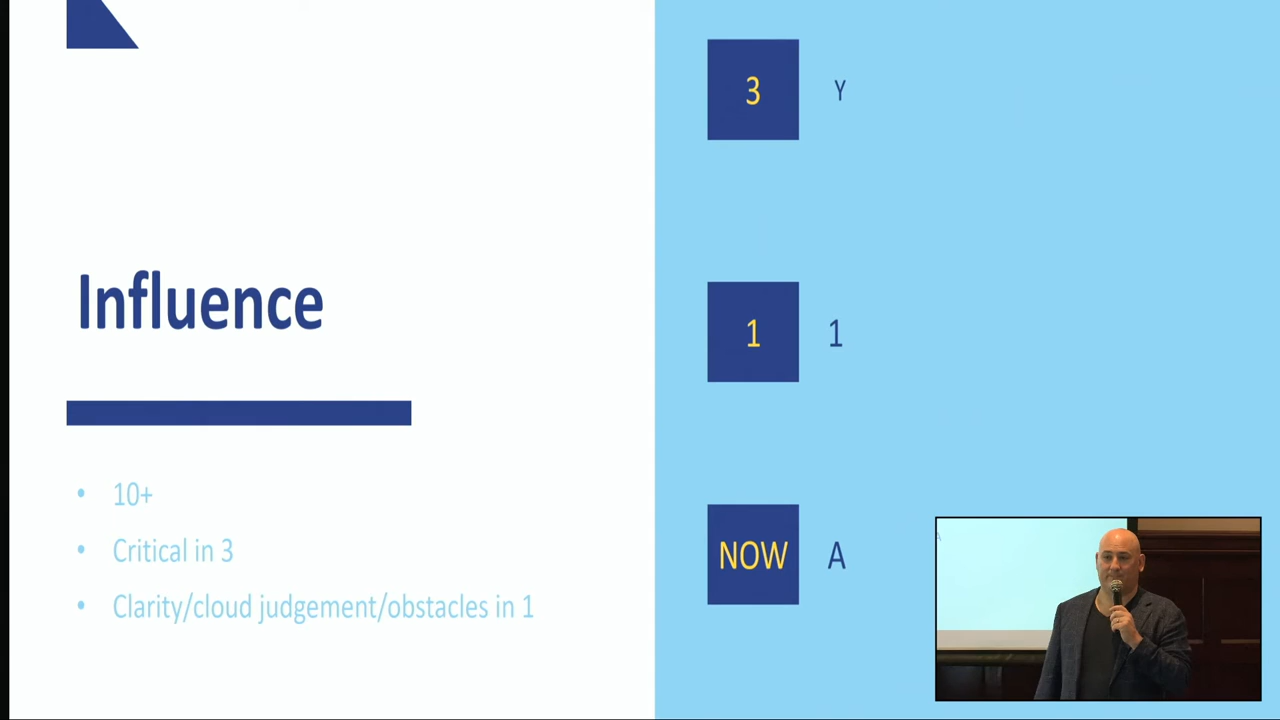 Influence
• 10+
• Critical in 3
• Clarity/cloud judgement/obstacles in 1
3 Y
1 1
NOW A